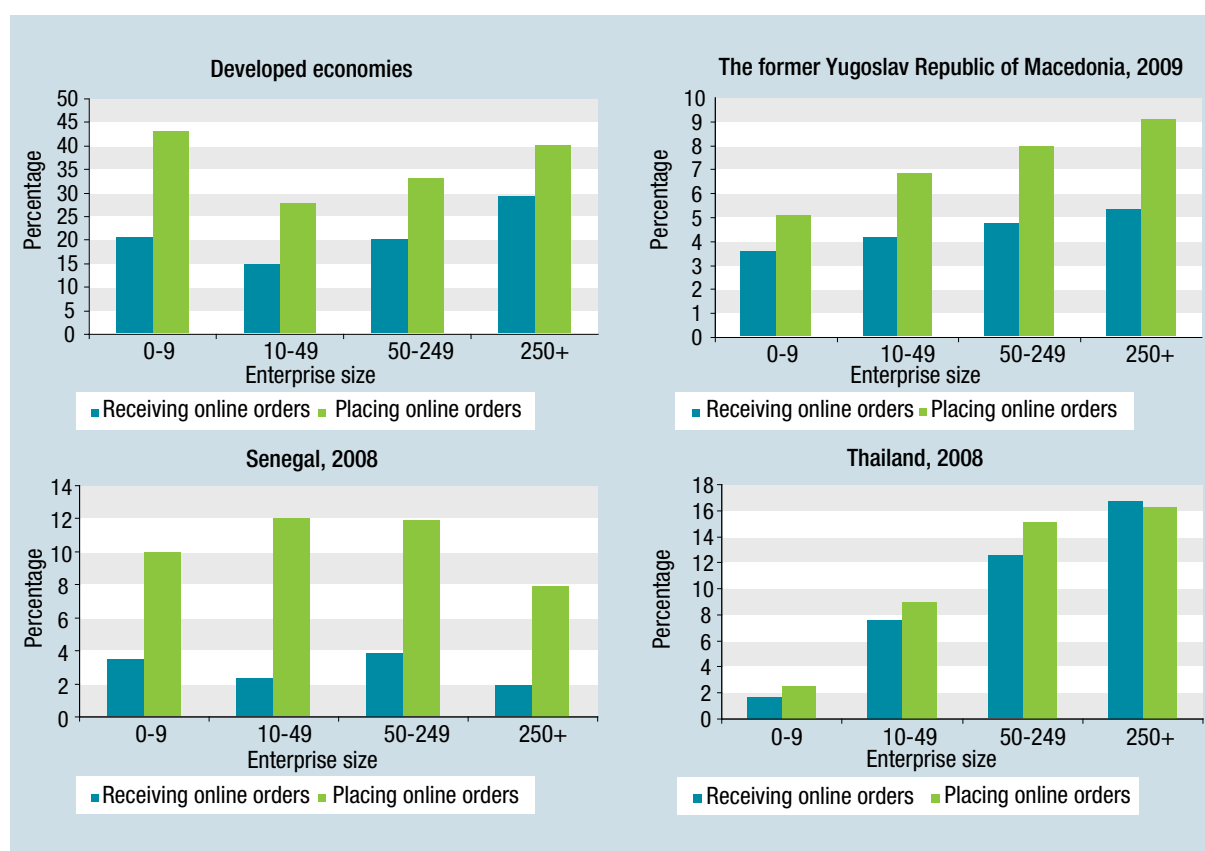 Developed economies
Percentage
50
45
40
35
30
25
20
15
10
5
0
0-9 10-49 50-249 250+
Enterprise size
Receiving online orders Placing online orders
The former Yugoslav Republic of Macedonia, 2009
Percentage
10
9
8
7
6
5
4
3
2
1
0
0-9 10-49 50-249 250+
Enterprise size
Receiving online orders Placing online orders
Senegal, 2008
Percentage
14
12
10
8
6
4
2
0
0-9 10-49 50-249 250+
Enterprise size
Receiving online orders Placing online orders
Thailand, 2008
Percentage
18
16
14
12
10
8
6
4
2
0
0-9 10-49 50-249 250+
Enterprise size
Receiving online orders Placing online orders